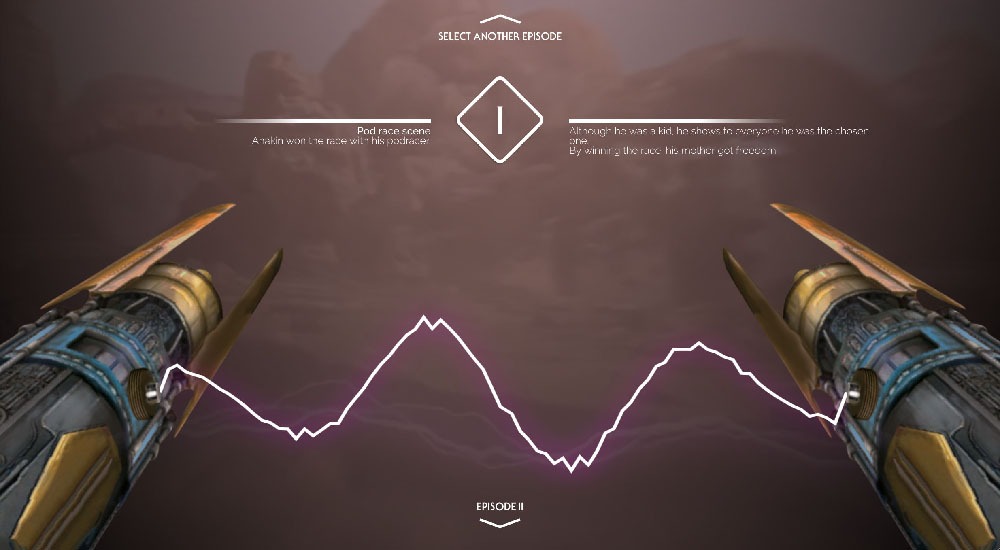 SELECT ANOTHER EPISODE
I
Pod race scene
Anakin won the race with his podracer
Although he was a kid, he shows to everyone he was the chosen
one.
By winning the race, his mother got freedom
EPISODE II